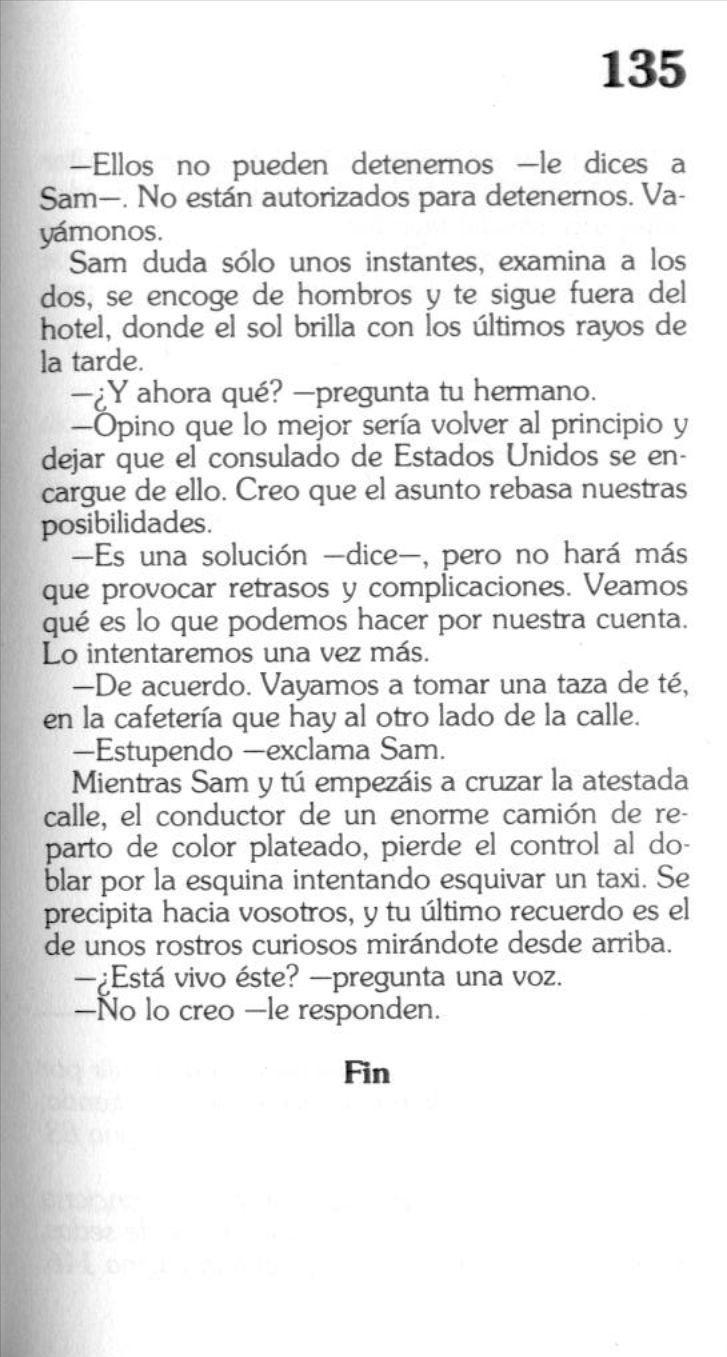 135
—Ellos no pueden detenernos —le dices a
Sam—. No están autorizados para detenernos. Va-
yámonos.
Sam duda sólo unos instantes, examina a los
dos, se encoge de hombros y te sigue fuera del
hotel, donde el sol brilla con los últimos rayos de
la tarde.
—¿Y ahora qué? —pregunta tu hermano.
—Opino que lo mejor sería volver al principio y
dejar que el consulado de Estados Unidos se en-
cargue de ello. Creo que el asunto rebasa nuestras
posibilidades.
—Es una solución —dice—, pero no hará más
que provocar retrasos y complicaciones. Veamos
qué es lo que podemos hacer por nuestra cuenta.
Lo intentaremos una vez más.
—De acuerdo. Vayamos a tomar una taza de té,
en la cafetería que hay al otro lado de la calle.
—Estupendo —exclama Sam.
Mientras Sam y tú empezáis a cruzar la atestada
calle, el conductor de un enorme camión de re-
parto de color plateado, pierde el control al do-
blar por la esquina intentando esquivar un taxi. Se
precipita hacia vosotros, y tu último recuerdo es el
de unos rostros curiosos mirándote desde arriba.
—¿Está vivo éste? —pregunta una voz.
—No lo creo —le responden.
Fin